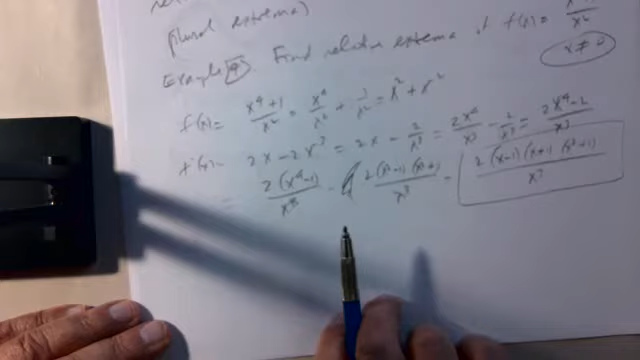 (plural extrema)
Example 4. Find relative extrema of f(x) = x⁴+1/x²
x ≠ 0
f(x) = x⁴+1/x² = x⁴/x² + 1/x² = x² + x⁻²
f'(x) = 2x - 2x⁻³ = 2x - 2/x³ = 2x⁴/x³ - 2/x³ = 2x⁴-2/x³
= 2(x⁴-1)/x³ = 2(x²-1)(x²+1)/x³ = 2(x-1)(x+1)(x²+1)/x³